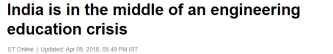 India is in the middle of an engineering
education crisis
ET Online | Updated: Apr 09, 2018, 05.49 PM IST